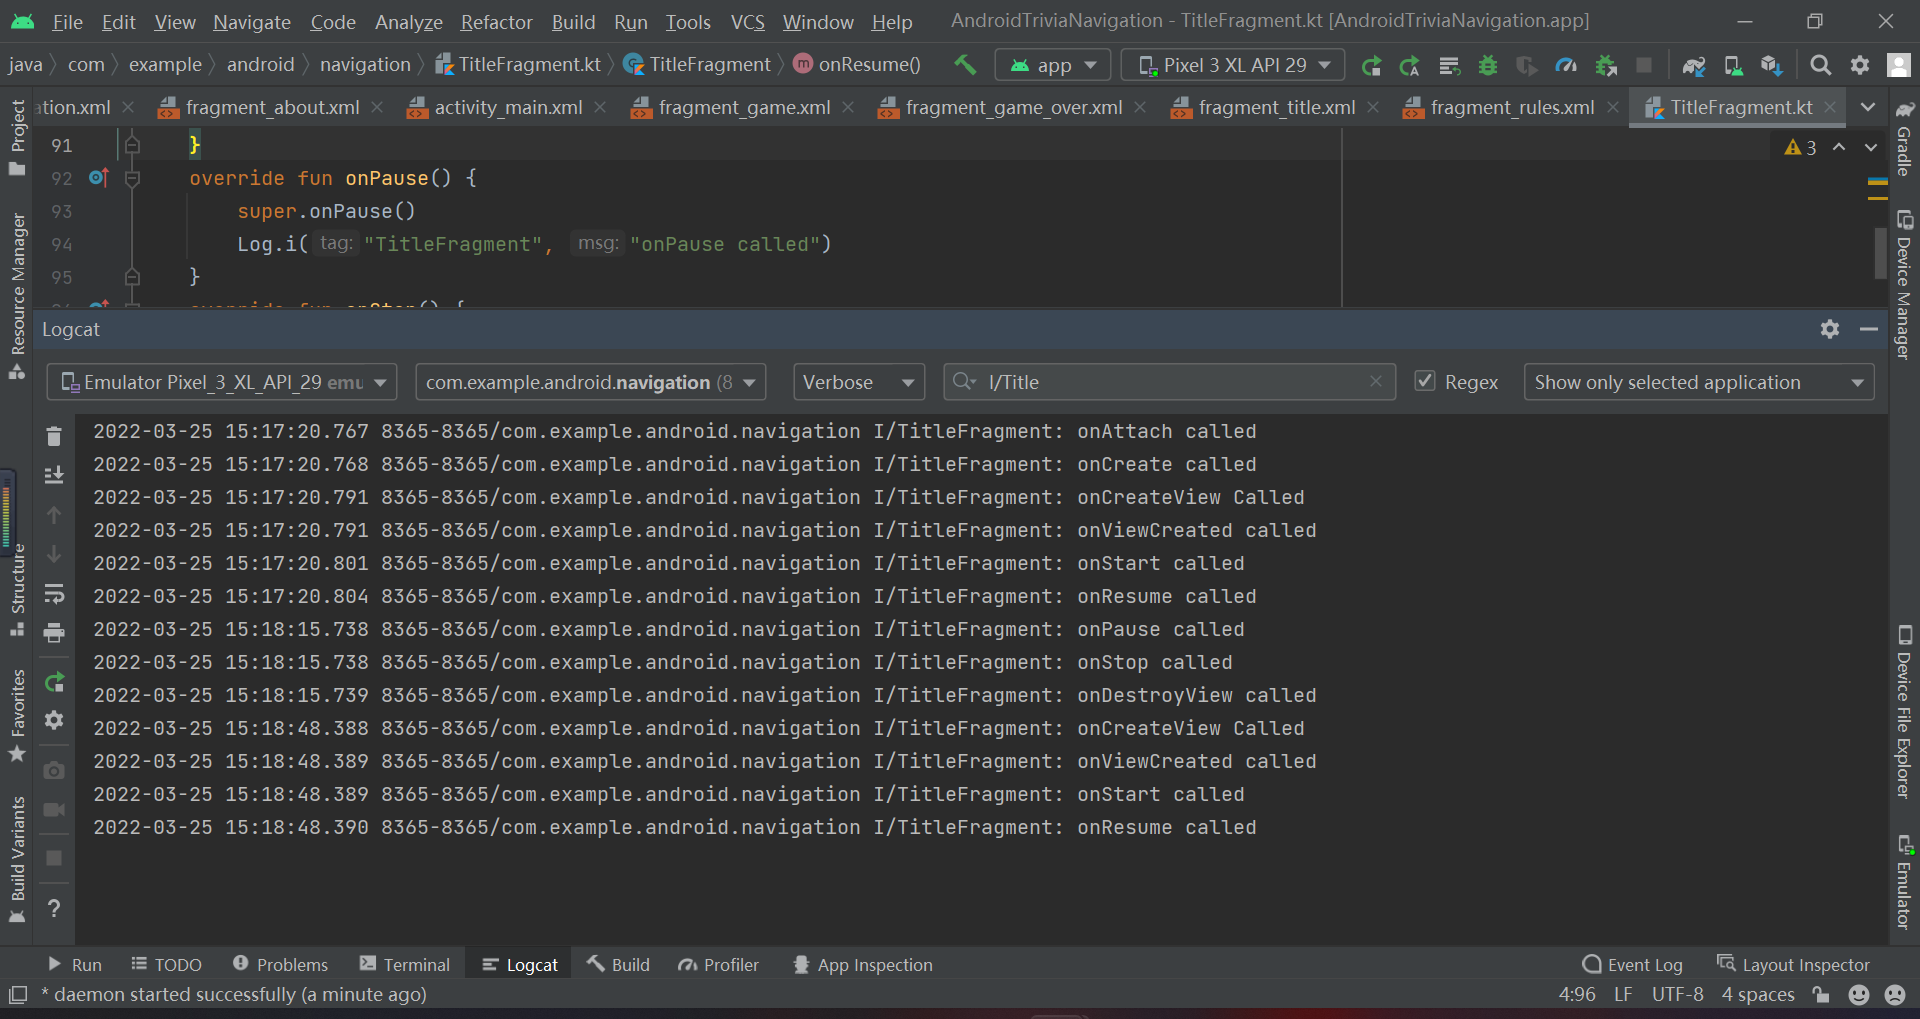 File Edit View Navigate Code Analyze Refactor Build Run Tools VCS Window Help AndroidTriviaNavigation - TitleFragment.kt [AndroidTriviaNavigation.app]
java com example android navigation TitleFragment.kt TitleFragment m onResume() app Pixel 3 XL API 29
ation.xml fragment_about.xml activity_main.xml fragment_game.xml fragment_game_over.xml fragment_title.xml fragment_rules.xml TitleFragment.kt
91 }
3
92 override fun onPause() {
93 super.onPause()
94 Log.i( tag: "TitleFragment", msg: "onPause called")
95 }
override fun onStop() {
Logcat
Emulator Pixel_3_XL_API_29 emu com.example.android.navigation (8 Verbose I/Title Regex Show only selected application
2022-03-25 15:17:20.767 8365-8365/com.example.android.navigation I/TitleFragment: onAttach called
2022-03-25 15:17:20.768 8365-8365/com.example.android.navigation I/TitleFragment: onCreate called
2022-03-25 15:17:20.791 8365-8365/com.example.android.navigation I/TitleFragment: onCreateView Called
2022-03-25 15:17:20.791 8365-8365/com.example.android.navigation I/TitleFragment: onViewCreated called
2022-03-25 15:17:20.801 8365-8365/com.example.android.navigation I/TitleFragment: onStart called
2022-03-25 15:17:20.804 8365-8365/com.example.android.navigation I/TitleFragment: onResume called
2022-03-25 15:18:15.738 8365-8365/com.example.android.navigation I/TitleFragment: onPause called
2022-03-25 15:18:15.738 8365-8365/com.example.android.navigation I/TitleFragment: onStop called
2022-03-25 15:18:15.739 8365-8365/com.example.android.navigation I/TitleFragment: onDestroyView called
2022-03-25 15:18:48.388 8365-8365/com.example.android.navigation I/TitleFragment: onCreateView Called
2022-03-25 15:18:48.389 8365-8365/com.example.android.navigation I/TitleFragment: onViewCreated called
2022-03-25 15:18:48.389 8365-8365/com.example.android.navigation I/TitleFragment: onStart called
2022-03-25 15:18:48.390 8365-8365/com.example.android.navigation I/TitleFragment: onResume called
Project
Resource Manager
Structure
Favorites
Build Variants
Gradle
Device Manager
Device File Explorer
Emulator
Run TODO Problems Terminal Logcat Build Profiler App Inspection Event Log Layout Inspector
* daemon started successfully (a minute ago) 4:96 LF UTF-8 4 spaces